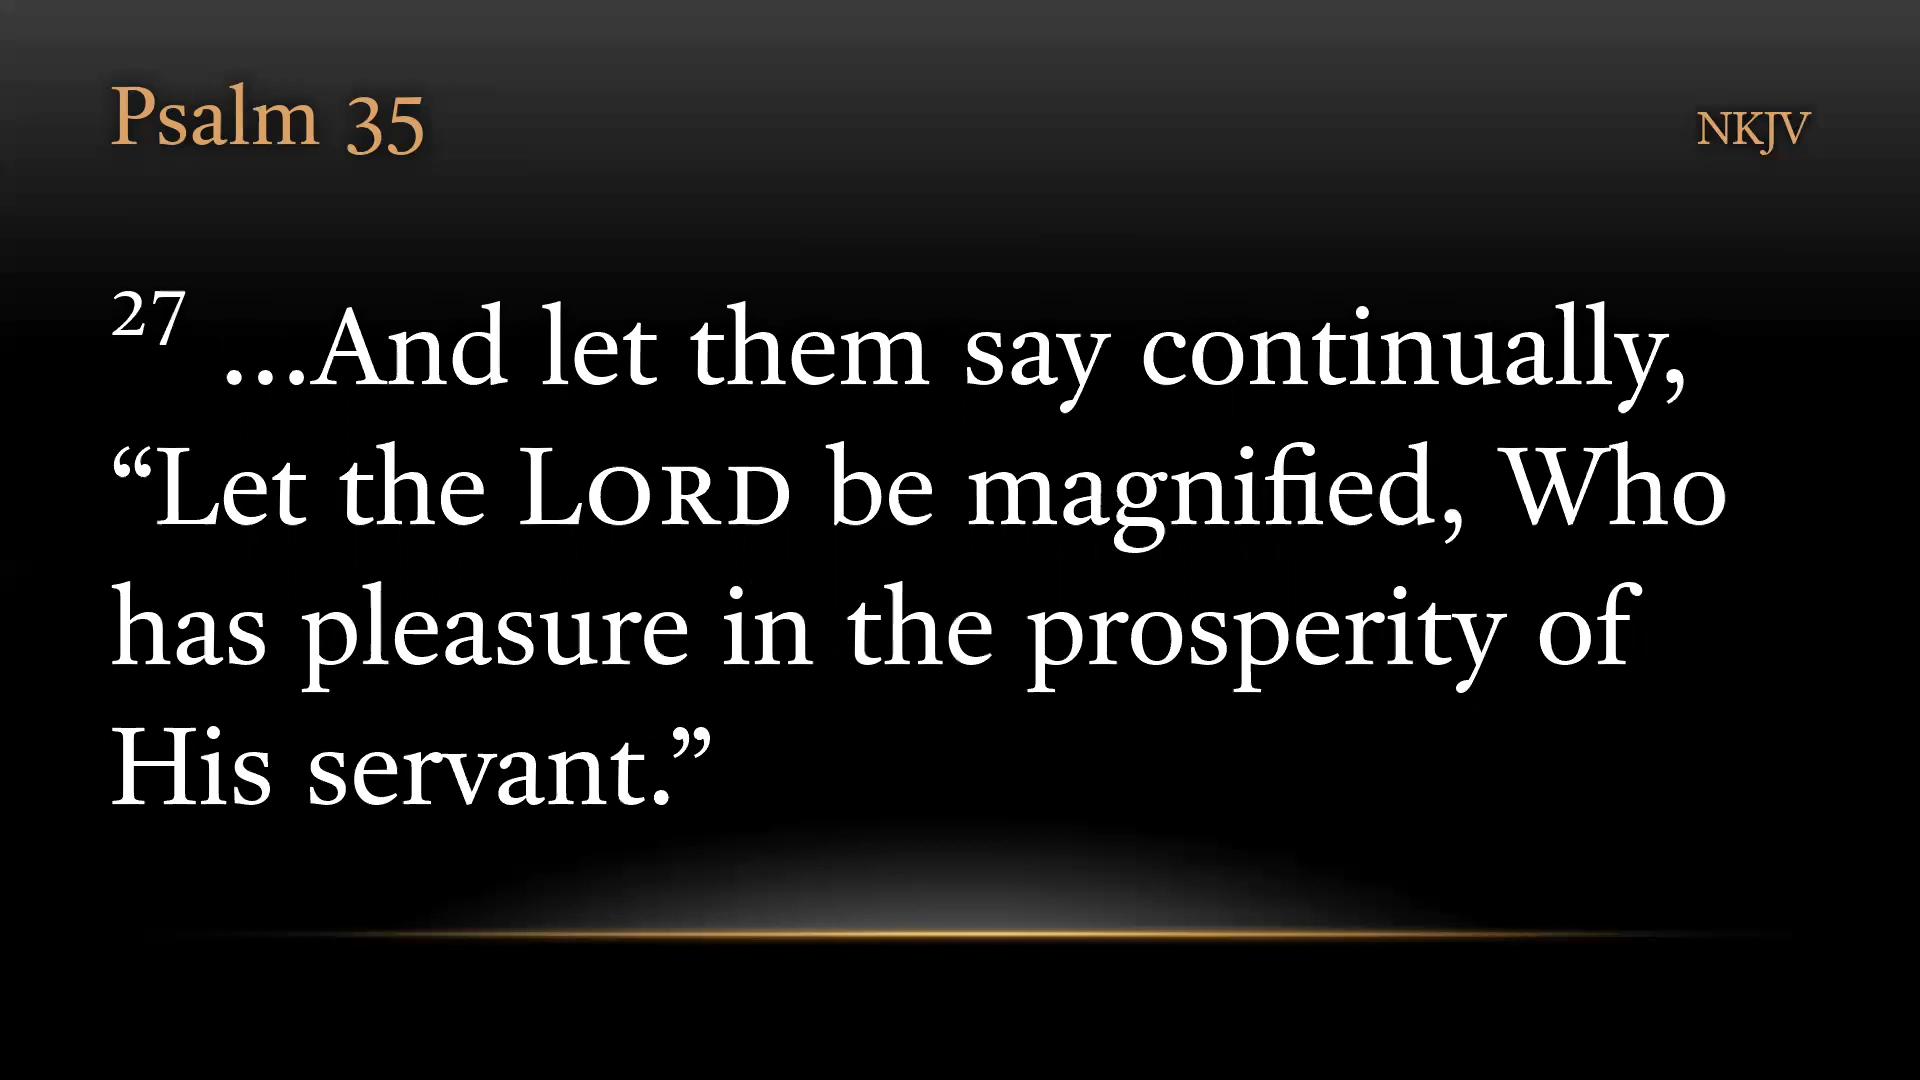 Psalm 35
NKJV
27 ...And let them say continually,
“Let the LORD be magnified, Who
has pleasure in the prosperity of
His servant.”